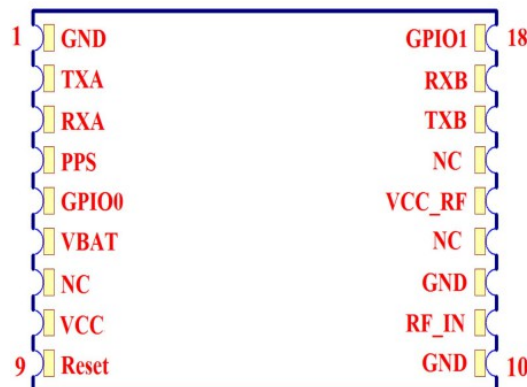 1 GND GPIO1 18
TXA RXB
RXA TXB
PPS NC
GPIO0 VCC_RF
VBAT NC
NC GND
VCC RF_IN
9 Reset GND 10